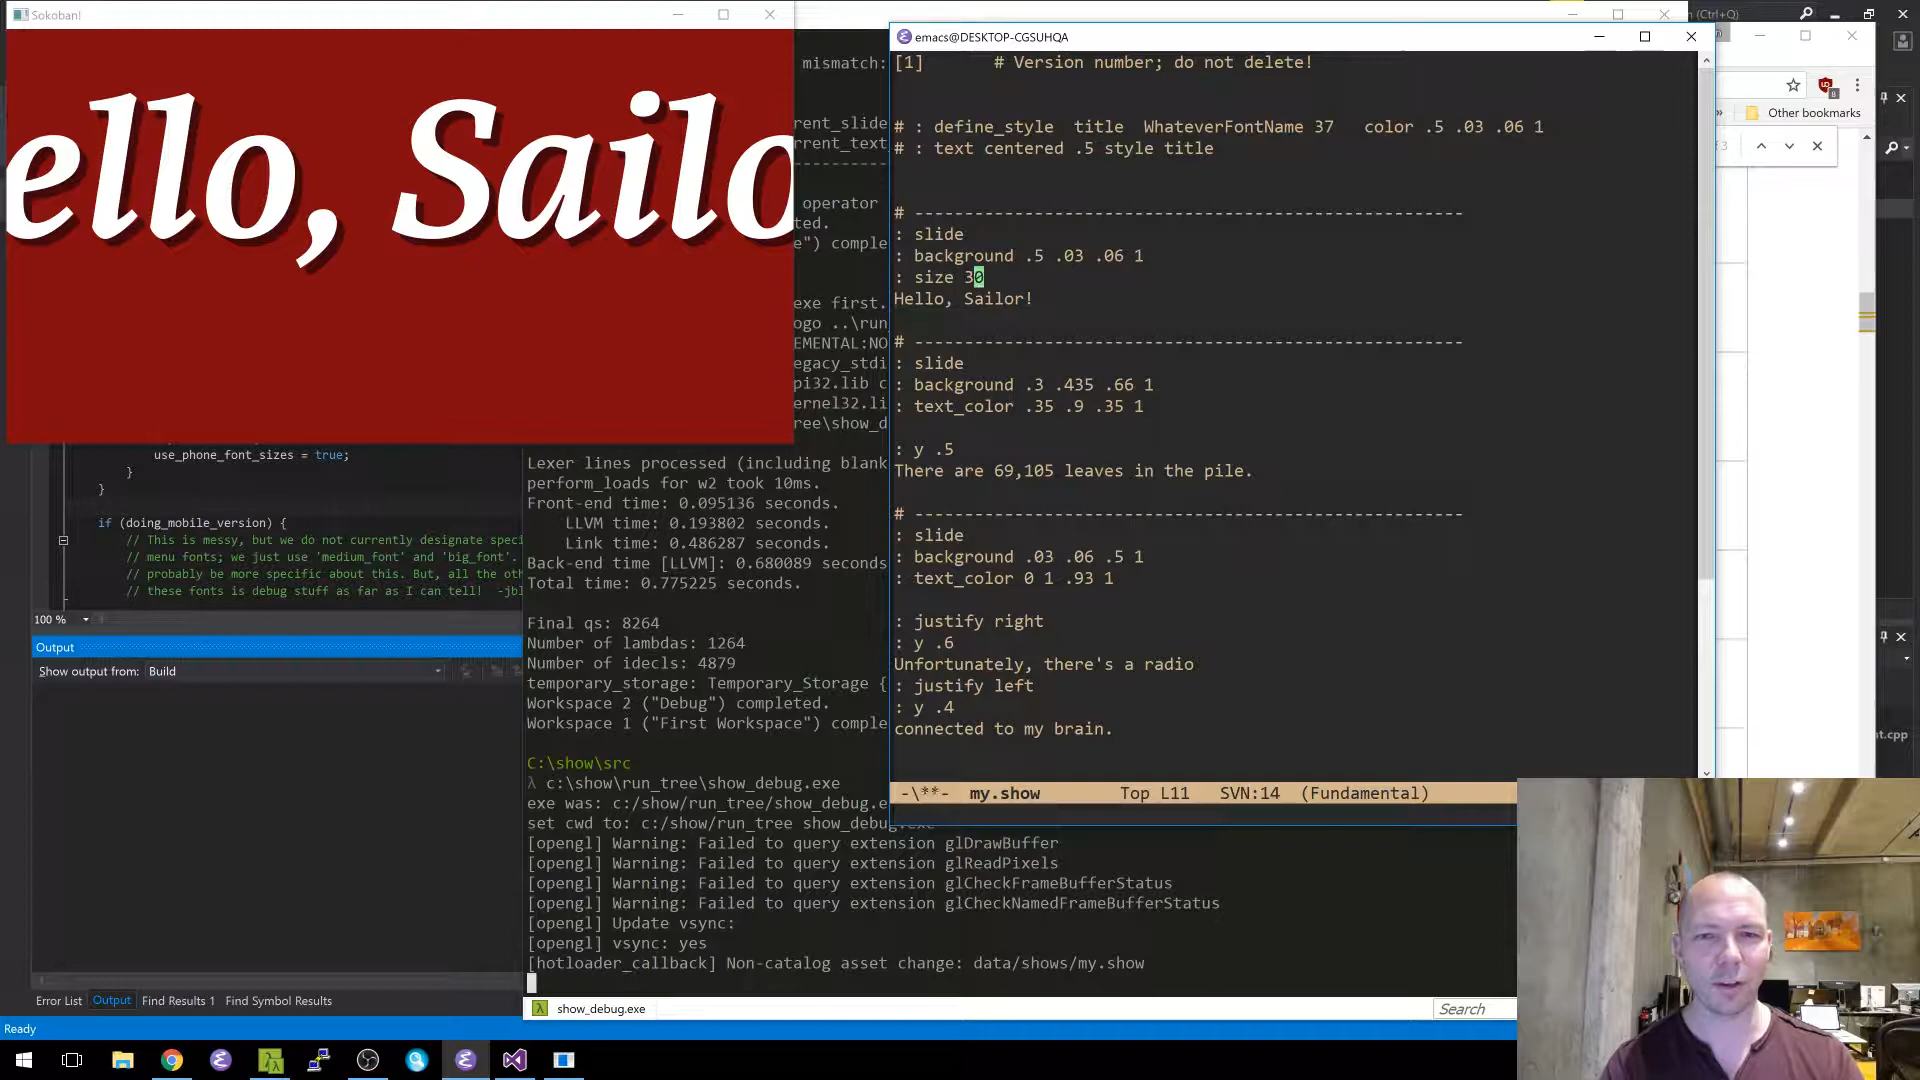 Sokoban!
ello, Sailo
use_phone_font_sizes = true;
}
}
if (doing_mobile_version) {
// This is messy, but we do not currently designate speci
// menu fonts; we just use 'medium_font' and 'big_font'.
// probably be more specific about this. But, all the oth
// these fonts is debug stuff as far as I can tell! -jbl
100 %
Output
Show output from: Build
Error List Output Find Results 1 Find Symbol Results
Ready
mismatch:
rent_slide
rrent_text
operator
ted.
e") comple
exe first.
ogo ..\run
EMENTAL:NO
egacy_stdi
pi32.lib c
ernel32.li
ree\show_d
Lexer lines processed (including blank
perform_loads for w2 took 10ms.
Front-end time: 0.095136 seconds.
LLVM time: 0.193802 seconds.
Link time: 0.486287 seconds.
Back-end time [LLVM]: 0.680089 seconds
Total time: 0.775225 seconds.
Final qs: 8264
Number of lambdas: 1264
Number of idecls: 4879
temporary_storage: Temporary_Storage {
Workspace 2 ("Debug") completed.
Workspace 1 ("First Workspace") comple
C:\show\src
λ c:\show\run_tree\show_debug.exe
exe was: c:/show/run_tree/show_debug.e
set cwd to: c:/show/run_tree show_debug.exe
[opengl] Warning: Failed to query extension glDrawBuffer
[opengl] Warning: Failed to query extension glReadPixels
[opengl] Warning: Failed to query extension glCheckFrameBufferStatus
[opengl] Warning: Failed to query extension glCheckNamedFrameBufferStatus
[opengl] Update vsync:
[opengl] vsync: yes
[hotloader_callback] Non-catalog asset change: data/shows/my.show
show_debug.exe
Search
emacs@DESKTOP-CGSUHQA
[1] # Version number; do not delete!
# : define_style title WhateverFontName 37 color .5 .03 .06 1
# : text centered .5 style title
# -------------------------------------------------------
: slide
: background .5 .03 .06 1
: size 30
Hello, Sailor!
# -------------------------------------------------------
: slide
: background .3 .435 .66 1
: text_color .35 .9 .35 1
: y .5
There are 69,105 leaves in the pile.
# -------------------------------------------------------
: slide
: background .03 .06 .5 1
: text_color 0 1 .93 1
: justify right
: y .6
Unfortunately, there's a radio
: justify left
: y .4
connected to my brain.
-\**- my.show Top L11 SVN:14 (Fundamental)
(Ctrl+Q)
Other bookmarks
nt.cpp